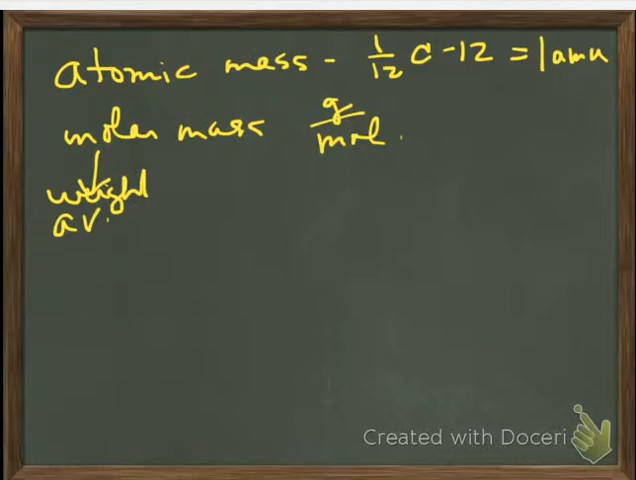 atomic mass - 1/12 C-12 = 1 amu
molar mass g/mol.
weight
av.
Created with Doceri